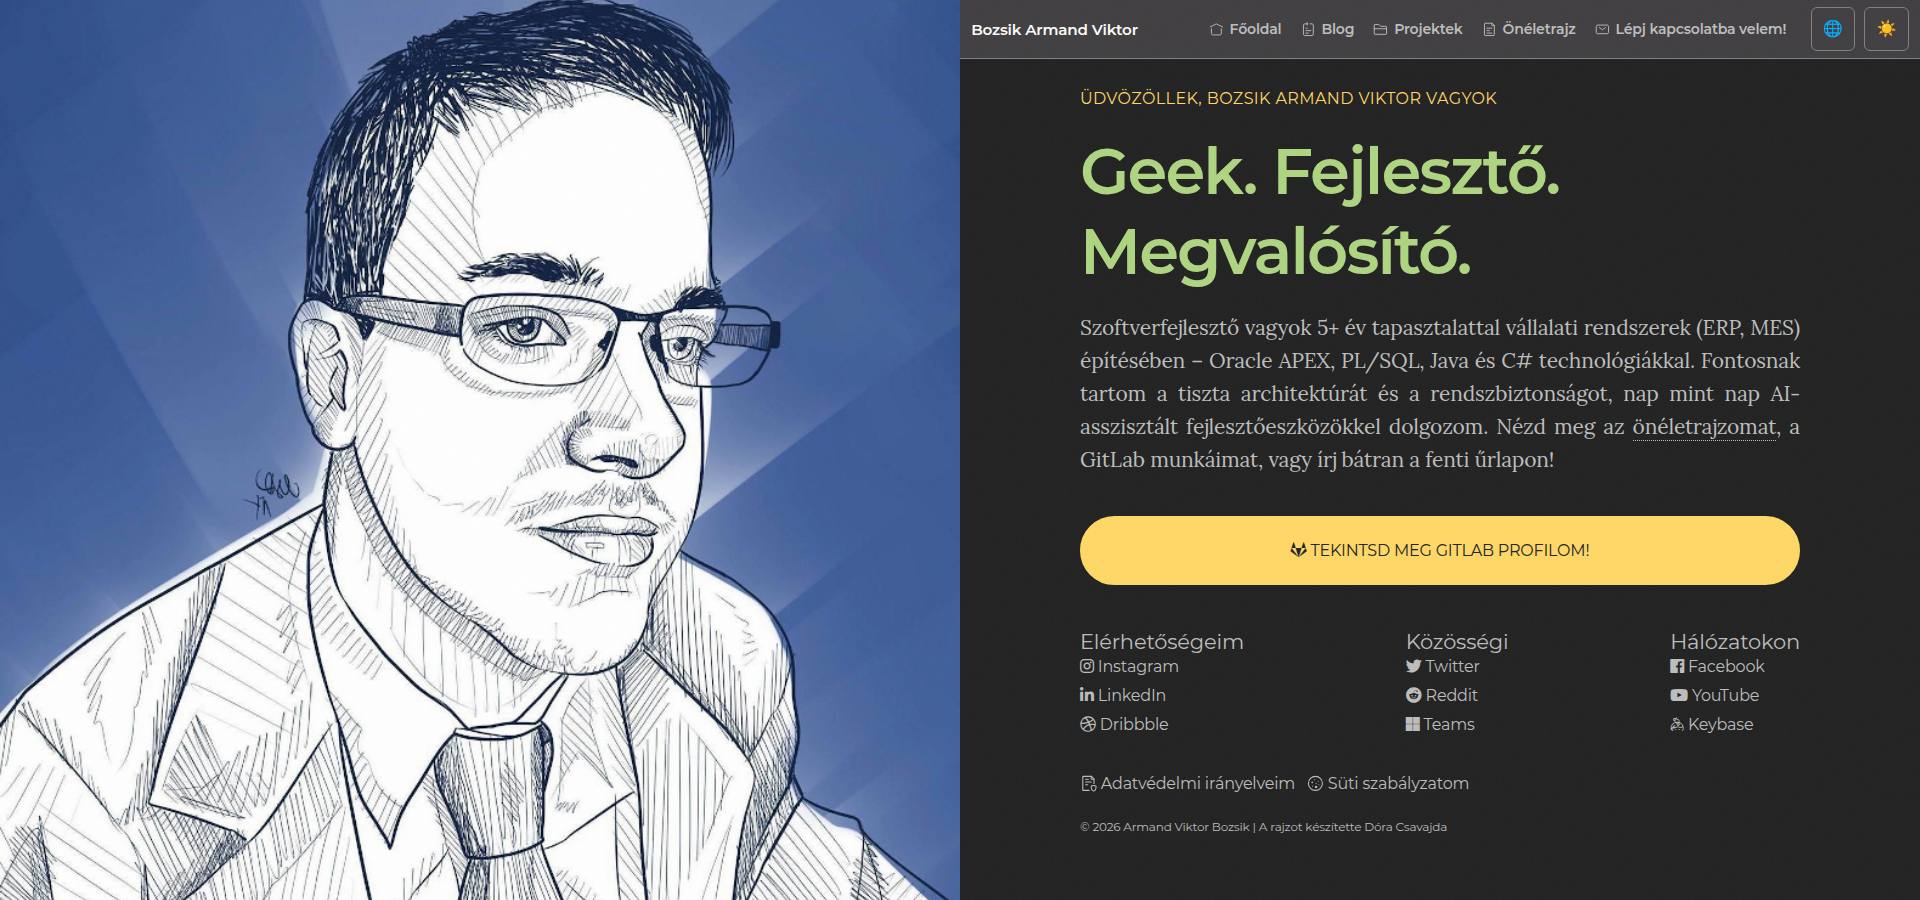 Bozsik Armand Viktor
Főoldal
Blog
Projektek
Önéletrajz
Lépj kapcsolatba velem!
ÜDVÖZÖLLEK, BOZSIK ARMAND VIKTOR VAGYOK
Geek. Fejlesztő.
Megvalósító.
Szoftverfejlesztő vagyok 5+ év tapasztalattal vállalati rendszerek (ERP, MES)
építésében – Oracle APEX, PL/SQL, Java és C# technológiákkal. Fontosnak
tartom a tiszta architektúrát és a rendszbiztonságot, nap mint nap AI-
asszisztált fejlesztőeszközökkel dolgozom. Nézd meg az önéletrajzomat, a
GitLab munkáimat, vagy írj bátran a fenti űrlapon!
TEKINTSD MEG GITLAB PROFILOM!
Elérhetőségeim
Instagram
LinkedIn
Dribbble
Közösségi
Twitter
Reddit
Teams
Hálózatokon
Facebook
YouTube
Keybase
Adatvédelmi irányelveim
Süti szabályzatom
© 2026 Armand Viktor Bozsik | A rajzot készítette Dóra Csavajda